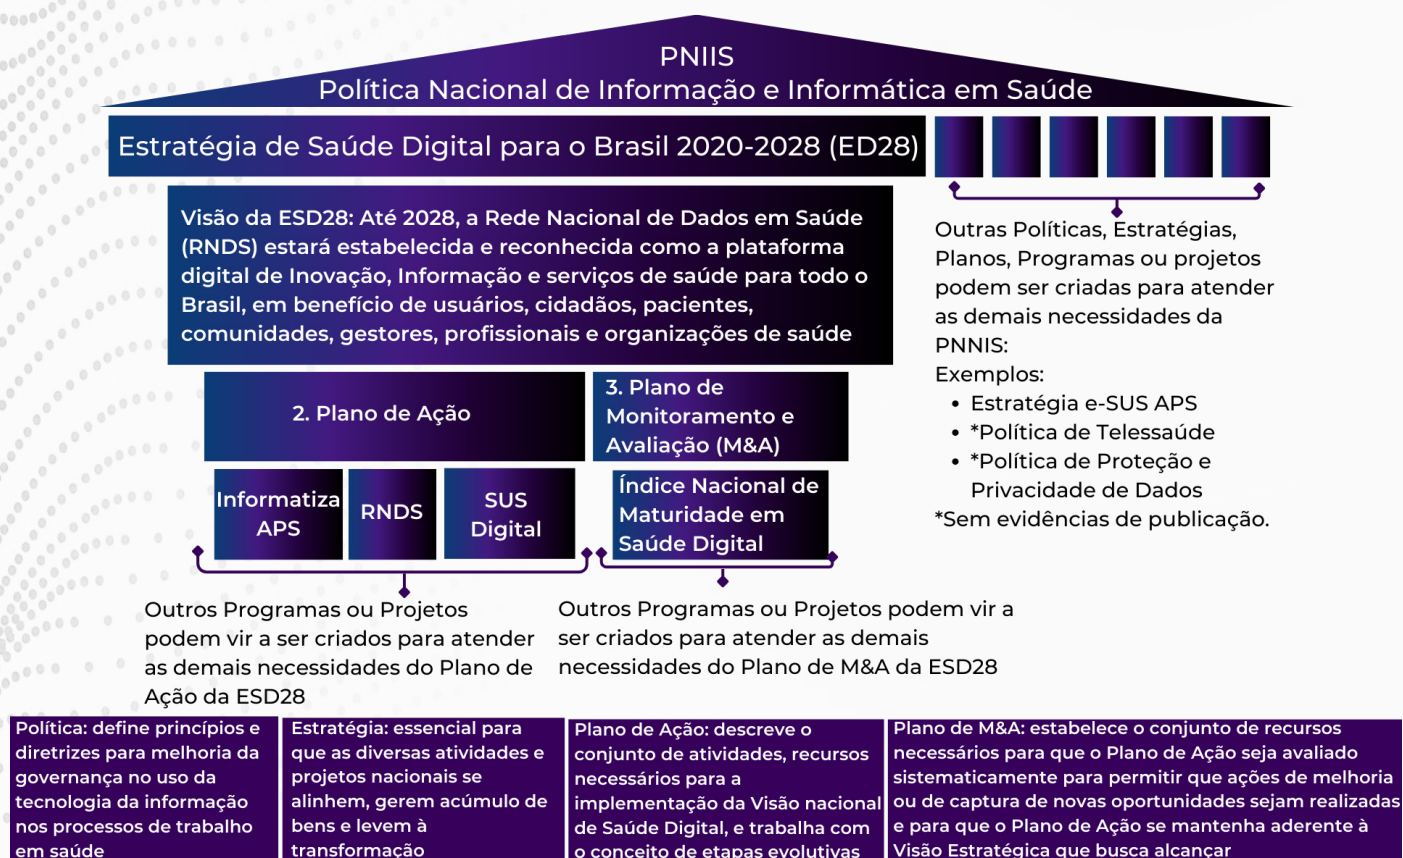 PNIIS
Política Nacional de Informação e Informática em Saúde
Estratégia de Saúde Digital para o Brasil 2020-2028 (ED28)
Visão da ESD28: Até 2028, a Rede Nacional de Dados em Saúde
(RNDS) estará estabelecida e reconhecida como a plataforma
digital de Inovação, Informação e serviços de saúde para todo o
Brasil, em benefício de usuários, cidadãos, pacientes,
comunidades, gestores, profissionais e organizações de saúde
Outras Políticas, Estratégias,
Planos, Programas ou projetos
podem ser criadas para atender
as demais necessidades da
PNNIS:
Exemplos:
• Estratégia e-SUS APS
• *Política de Telessaúde
• *Política de Proteção e
Privacidade de Dados
*Sem evidências de publicação.
2. Plano de Ação
3. Plano de
Monitoramento e
Avaliação (M&A)
Informatiza
APS
RNDS
SUS
Digital
Índice Nacional de
Maturidade em
Saúde Digital
Outros Programas ou Projetos
podem vir a ser criados para atender
as demais necessidades do Plano de
Ação da ESD28
Outros Programas ou Projetos podem vir a
ser criados para atender as demais
necessidades do Plano de M&A da ESD28
Política: define princípios e
diretrizes para melhoria da
governança no uso da
tecnologia da informação
nos processos de trabalho
em saúde
Estratégia: essencial para
que as diversas atividades e
projetos nacionais se
alinhem, gerem acúmulo de
bens e levem à
transformação
Plano de Ação: descreve o
conjunto de atividades, recursos
necessários para a
implementação da Visão nacional
de Saúde Digital, e trabalha com
o conceito de etapas evolutivas
Plano de M&A: estabelece o conjunto de recursos
necessários para que o Plano de Ação seja avaliado
sistematicamente para permitir que ações de melhoria
ou de captura de novas oportunidades sejam realizadas
e para que o Plano de Ação se mantenha aderente à
Visão Estratégica que busca alcançar